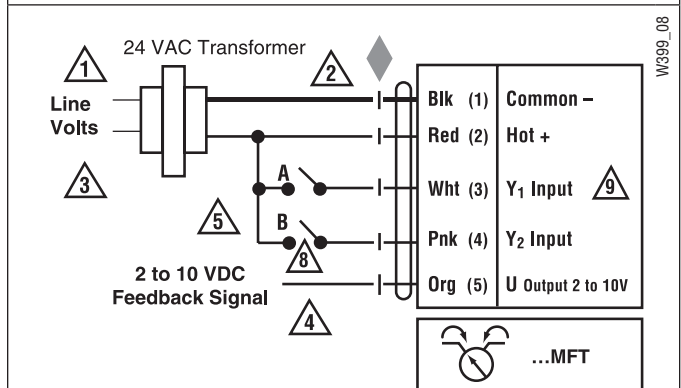 W399_08
24 VAC Transformer
1
2
Line
Volts
3
Blk (1) Common –
Red (2) Hot +
A
Wht (3) Y₁ Input
9
5
B
8
Pnk (4) Y₂ Input
2 to 10 VDC
Feedback Signal
4
Org (5) U Output 2 to 10V
...MFT